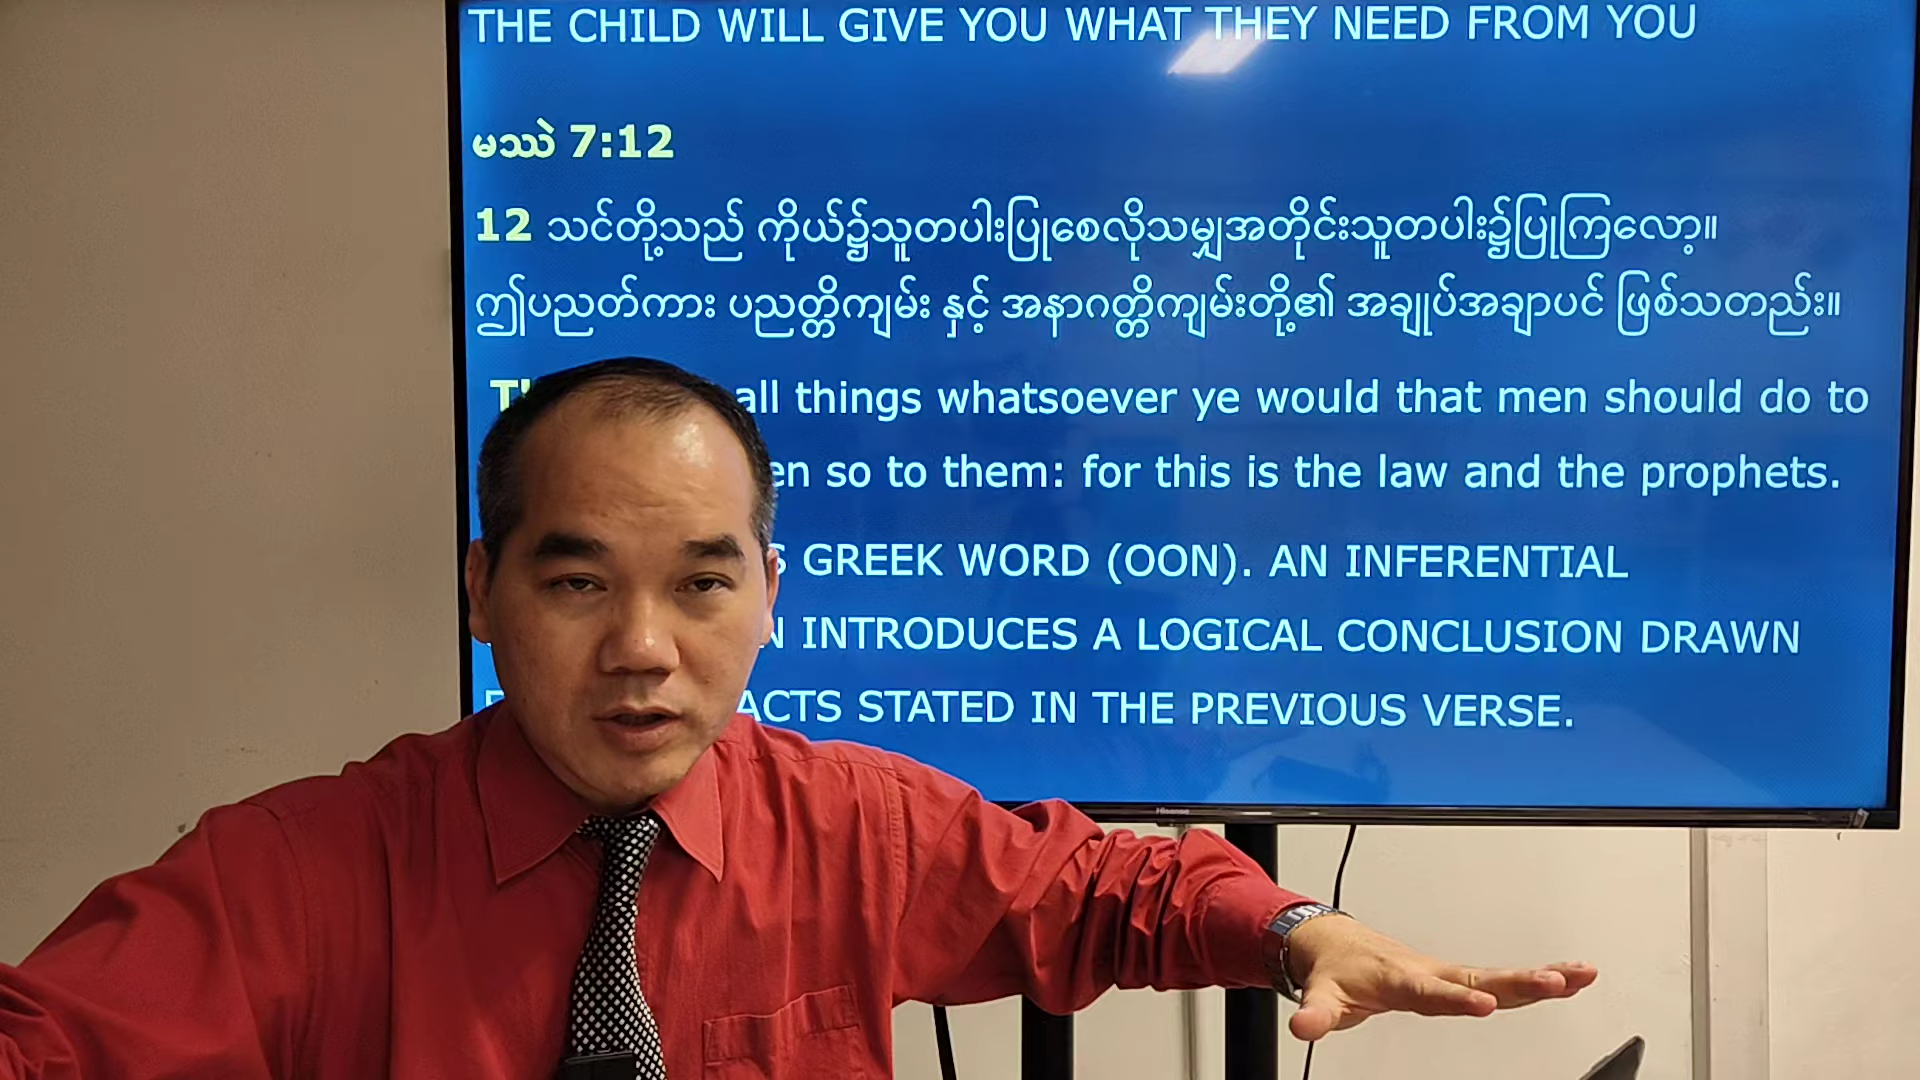 THE CHILD WILL GIVE YOU WHAT THEY NEED FROM YOU
မဿဲ 7:12
12 သင်တို့သည် ကိုယ်၌သူတပါးပြုစေလိုသမျှအတိုင်းသူတပါး၌ပြုကြလော့။
ဤပညတ်ကား ပညတ္တိကျမ်း နှင့် အနာဂတ္တိကျမ်းတို့၏ အချုပ်အချာပင် ဖြစ်သတည်း။
all things whatsoever ye would that men should do to
so to them: for this is the law and the prophets.
GREEK WORD (OON). AN INFERENTIAL
INTRODUCES A LOGICAL CONCLUSION DRAWN
STATED IN THE PREVIOUS VERSE.
Hisense